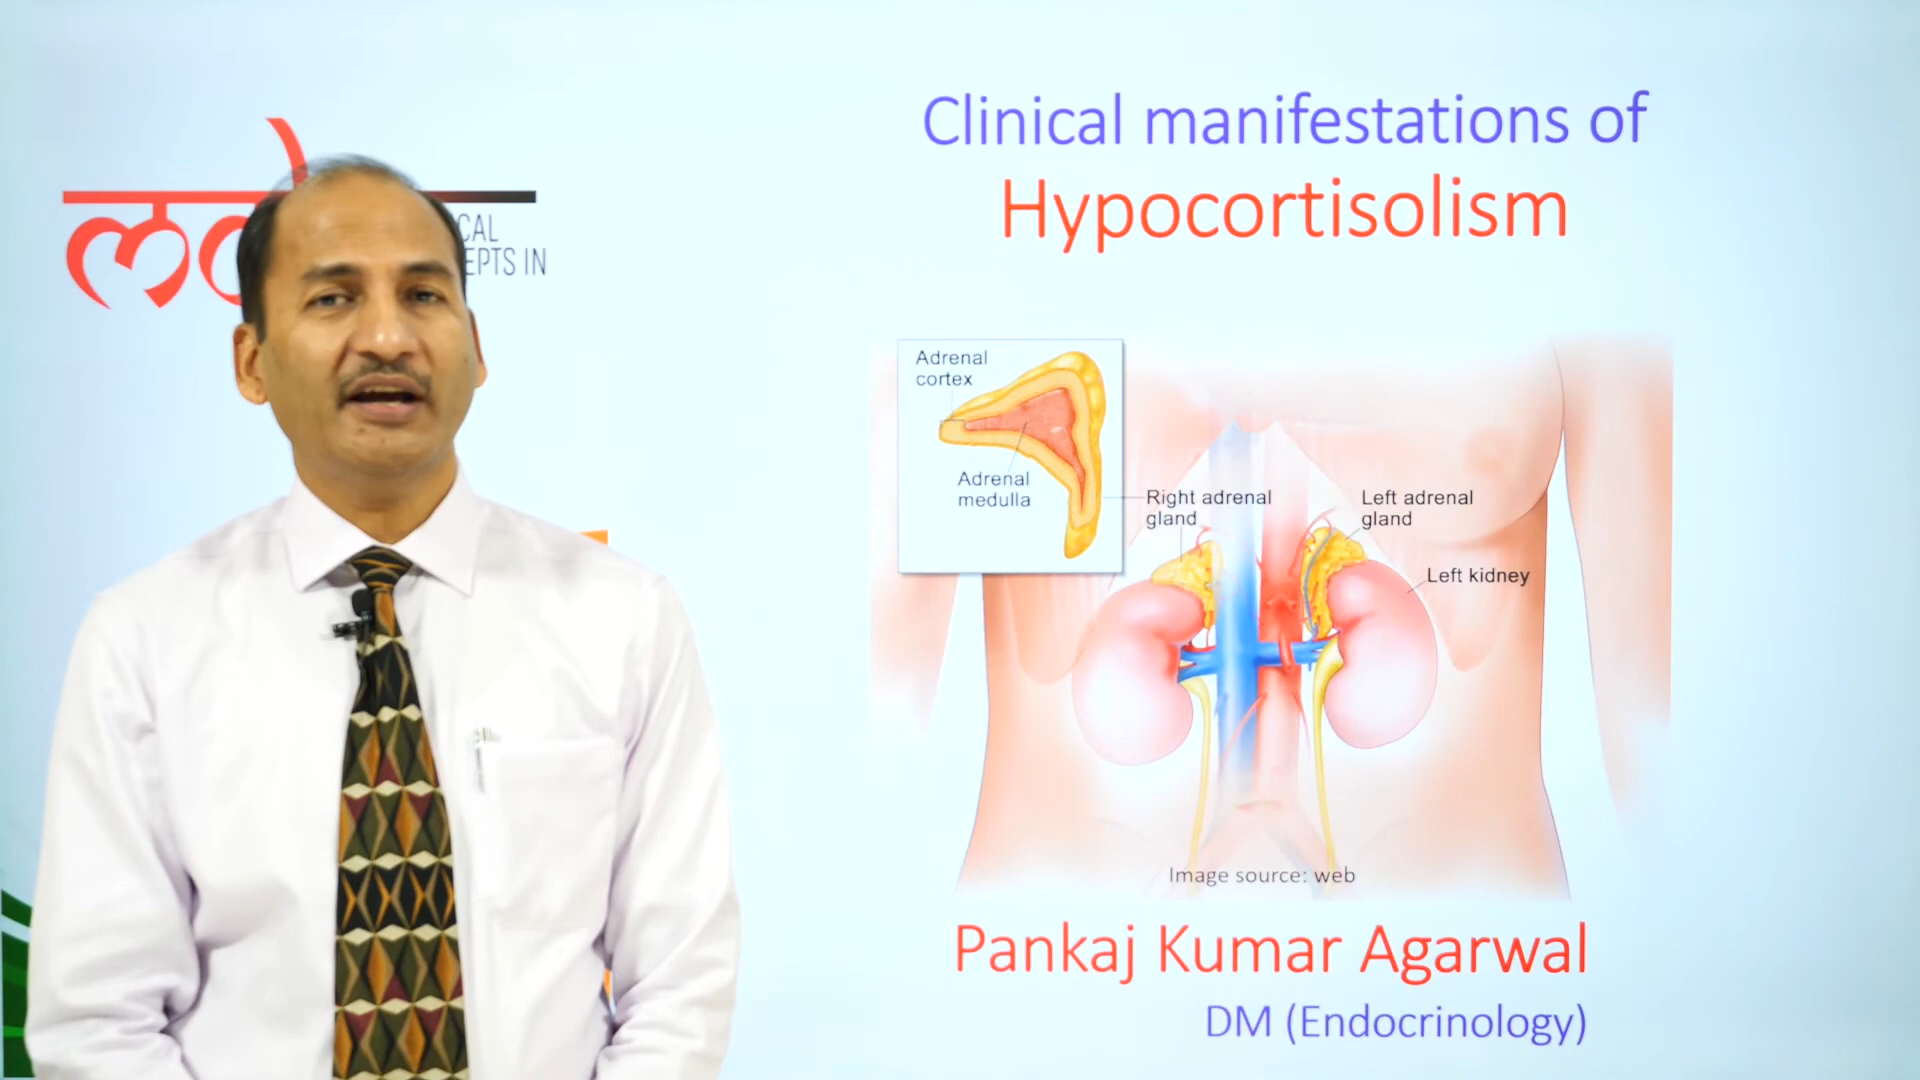 CAL
EPTS IN
Clinical manifestations of
Hypocortisolism
Adrenal
cortex
Adrenal
medulla
Right adrenal
gland
Left adrenal
gland
Left kidney
Image source: web
Pankaj Kumar Agarwal
DM (Endocrinology)